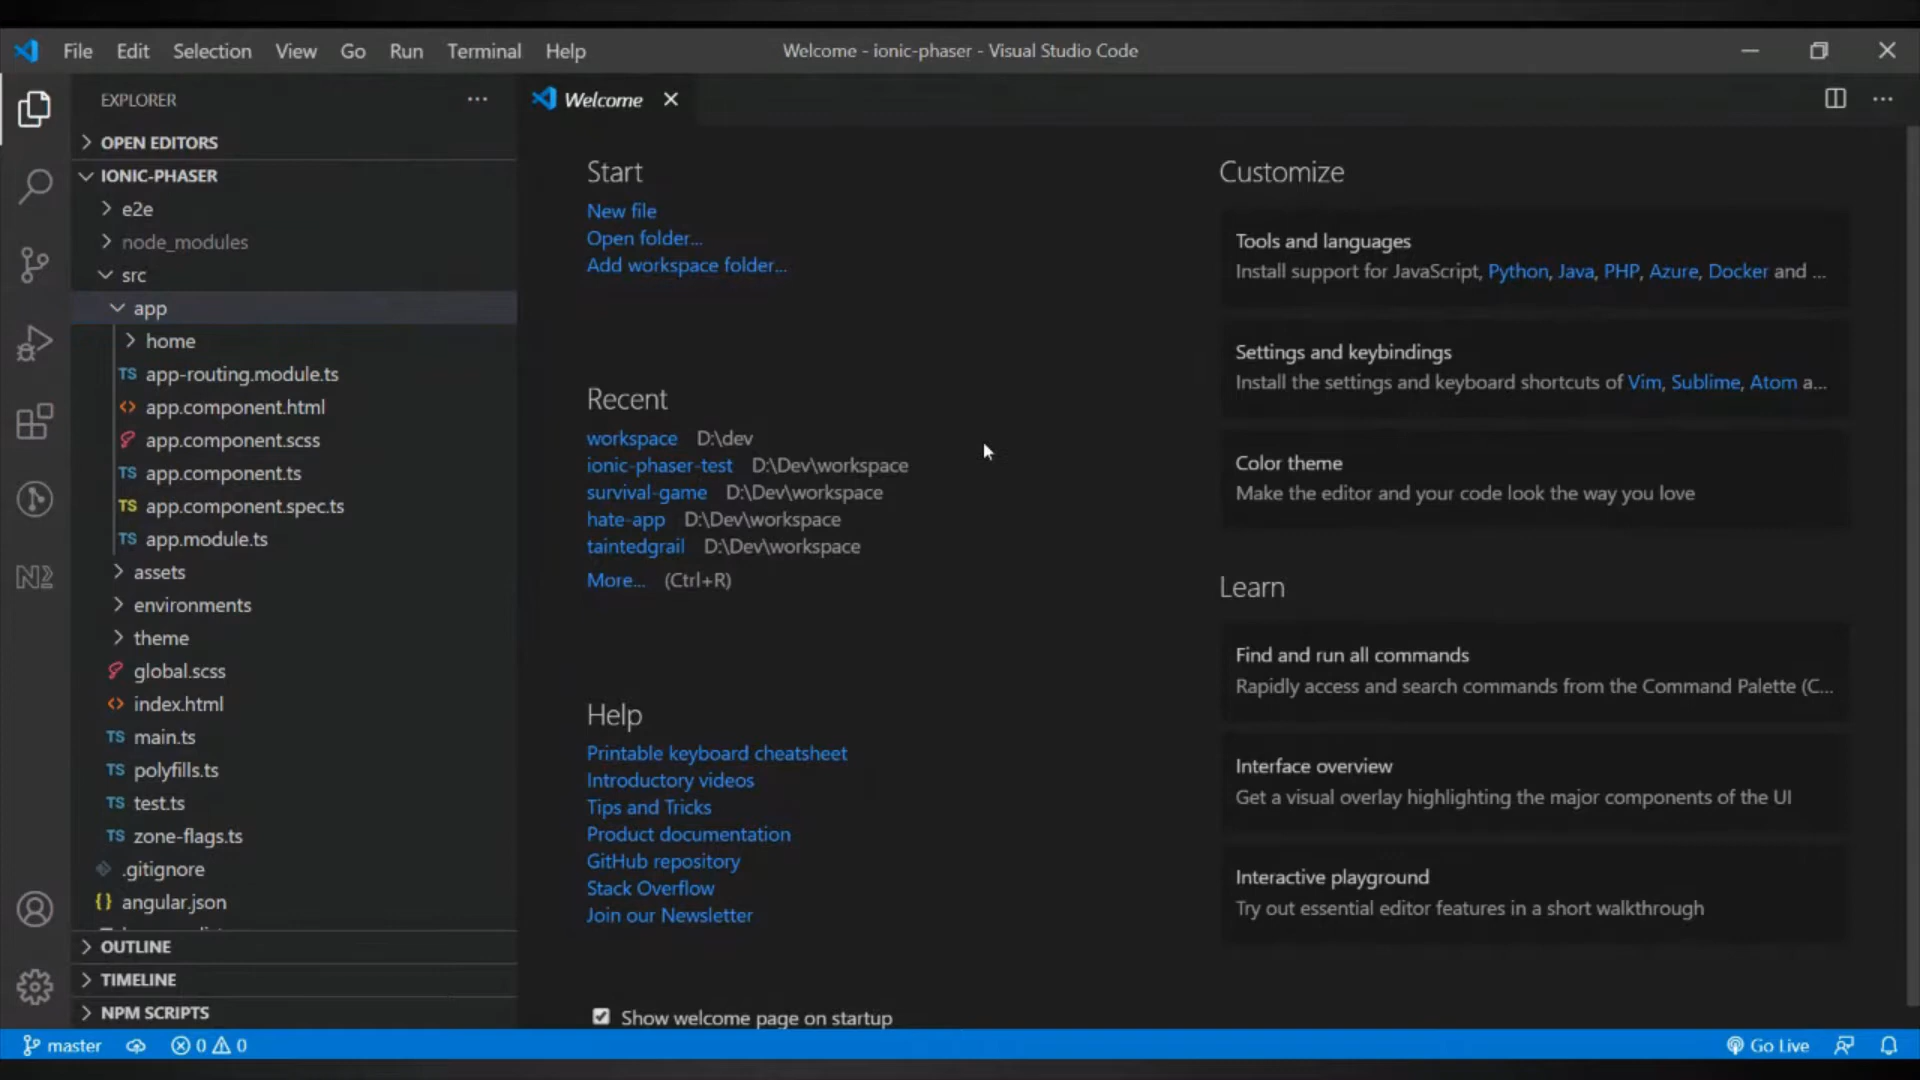 File Edit Selection View Go Run Terminal Help
Welcome - ionic-phaser - Visual Studio Code
EXPLORER
OPEN EDITORS
IONIC-PHASER
e2e
node_modules
src
app
home
TS app-routing.module.ts
app.component.html
app.component.scss
TS app.component.ts
TS app.component.spec.ts
TS app.module.ts
assets
environments
theme
global.scss
index.html
TS main.ts
TS polyfills.ts
TS test.ts
TS zone-flags.ts
.gitignore
{} angular.json
OUTLINE
TIMELINE
NPM SCRIPTS
Welcome
Start
New file
Open folder...
Add workspace folder...
Recent
workspace D:\dev
ionic-phaser-test D:\Dev\workspace
survival-game D:\Dev\workspace
hate-app D:\Dev\workspace
taintedgrail D:\Dev\workspace
More... (Ctrl+R)
Help
Printable keyboard cheatsheet
Introductory videos
Tips and Tricks
Product documentation
GitHub repository
Stack Overflow
Join our Newsletter
Show welcome page on startup
Customize
Tools and languages
Install support for JavaScript, Python, Java, PHP, Azure, Docker and ...
Settings and keybindings
Install the settings and keyboard shortcuts of Vim, Sublime, Atom a...
Color theme
Make the editor and your code look the way you love
Learn
Find and run all commands
Rapidly access and search commands from the Command Palette (C...
Interface overview
Get a visual overlay highlighting the major components of the UI
Interactive playground
Try out essential editor features in a short walkthrough
master 0 0
Go Live